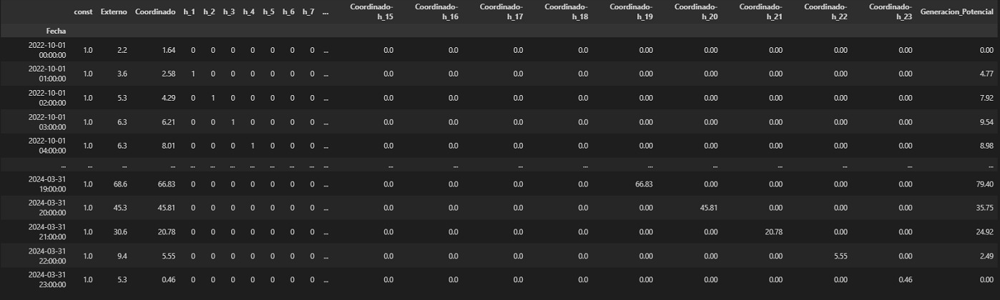 const Externo Coordinado h_1 h_2 h_3 h_4 h_5 h_6 h_7 ... Coordinado-h_15 Coordinado-h_16 Coordinado-h_17 Coordinado-h_18 Coordinado-h_19 Coordinado-h_20 Coordinado-h_21 Coordinado-h_22 Coordinado-h_23 Generacion_Potencial
Fecha
2022-10-01 00:00:00 1.0 2.2 1.64 0 0 0 0 0 0 0 ... 0.0 0.0 0.0 0.0 0.00 0.00 0.00 0.00 0.00 0.00
2022-10-01 01:00:00 1.0 3.6 2.58 1 0 0 0 0 0 0 ... 0.0 0.0 0.0 0.0 0.00 0.00 0.00 0.00 0.00 4.77
2022-10-01 02:00:00 1.0 5.3 4.29 0 1 0 0 0 0 0 ... 0.0 0.0 0.0 0.0 0.00 0.00 0.00 0.00 0.00 7.92
2022-10-01 03:00:00 1.0 6.3 6.21 0 0 1 0 0 0 0 ... 0.0 0.0 0.0 0.0 0.00 0.00 0.00 0.00 0.00 9.54
2022-10-01 04:00:00 1.0 6.3 8.01 0 0 0 1 0 0 0 ... 0.0 0.0 0.0 0.0 0.00 0.00 0.00 0.00 0.00 8.98
... ... ... ... ... ... ... ... ... ... ... ... ... ... ... ... ... ... ... ... ... ...
2024-03-31 19:00:00 1.0 68.6 66.83 0 0 0 0 0 0 0 ... 0.0 0.0 0.0 0.0 66.83 0.00 0.00 0.00 0.00 79.40
2024-03-31 20:00:00 1.0 45.3 45.81 0 0 0 0 0 0 0 ... 0.0 0.0 0.0 0.0 0.00 45.81 0.00 0.00 0.00 35.75
2024-03-31 21:00:00 1.0 30.6 20.78 0 0 0 0 0 0 0 ... 0.0 0.0 0.0 0.0 0.00 0.00 20.78 0.00 0.00 24.92
2024-03-31 22:00:00 1.0 9.4 5.55 0 0 0 0 0 0 0 ... 0.0 0.0 0.0 0.0 0.00 0.00 0.00 5.55 0.00 2.49
2024-03-31 23:00:00 1.0 5.3 0.46 0 0 0 0 0 0 0 ... 0.0 0.0 0.0 0.0 0.00 0.00 0.00 0.00 0.46 0.00